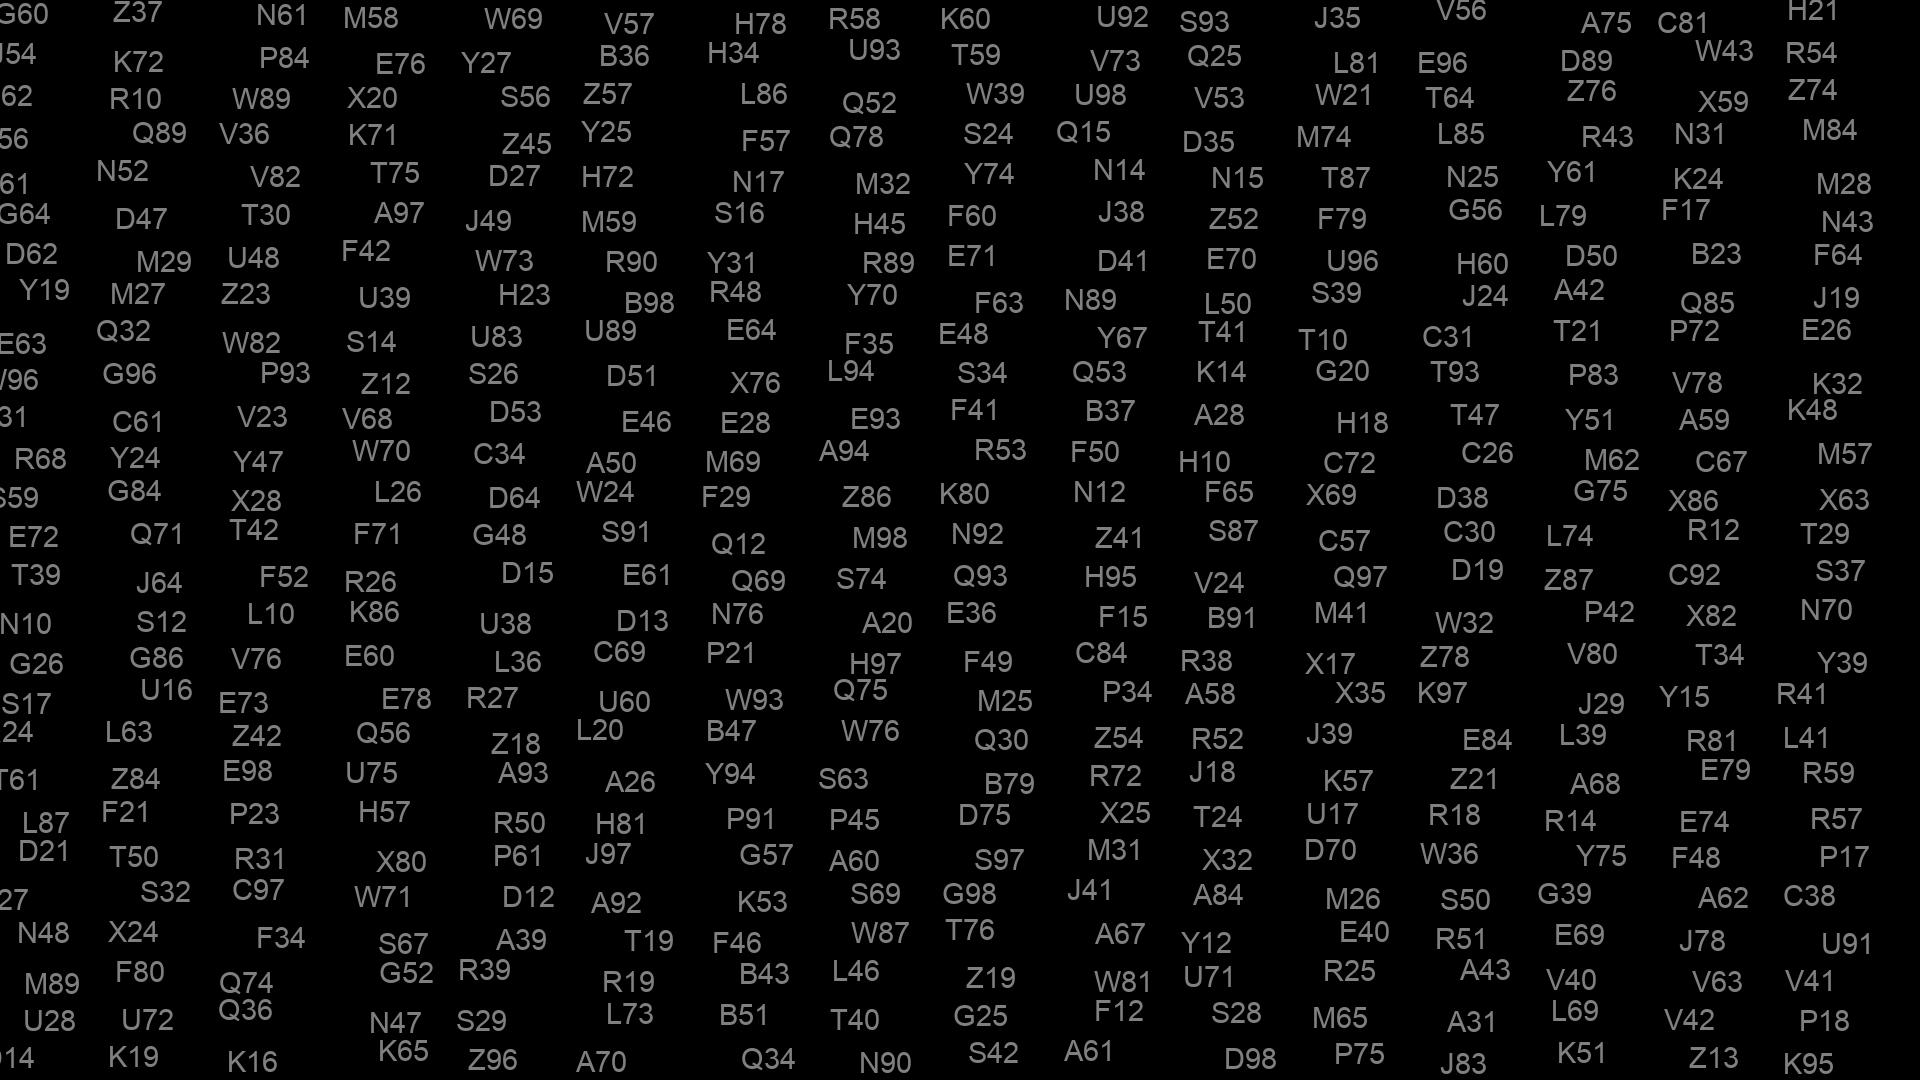 G60 Z37 N61 M58 W69 V57 H78 R58 K60 U92 S93 J35 V56 A75 C81 H21
J54 K72 P84 E76 Y27 B36 H34 U93 T59 V73 Q25 L81 E96 D89 W43 R54
62 R10 W89 X20 S56 Z57 L86 Q52 W39 U98 V53 W21 T64 Z76 X59 Z74
56 Q89 V36 K71 Z45 Y25 F57 Q78 S24 Q15 D35 M74 L85 R43 N31 M84
61 N52 V82 T75 D27 H72 N17 M32 Y74 N14 N15 T87 N25 Y61 K24 M28
G64 D47 T30 A97 J49 M59 S16 H45 F60 J38 Z52 F79 G56 L79 F17 N43
D62 M29 U48 F42 W73 R90 Y31 R89 E71 D41 E70 U96 H60 D50 B23 F64
Y19 M27 Z23 U39 H23 B98 R48 Y70 F63 N89 L50 S39 J24 A42 Q85 J19
E63 Q32 W82 S14 U83 U89 E64 F35 E48 Y67 T41 T10 C31 T21 P72 E26
W96 G96 P93 Z12 S26 D51 X76 L94 S34 Q53 K14 G20 T93 P83 V78 K32
31 C61 V23 V68 D53 E46 E28 E93 F41 B37 A28 H18 T47 Y51 A59 K48
R68 Y24 Y47 W70 C34 A50 M69 A94 R53 F50 H10 C72 C26 M62 C67 M57
S59 G84 X28 L26 D64 W24 F29 Z86 K80 N12 F65 X69 D38 G75 X86 X63
E72 Q71 T42 F71 G48 S91 Q12 M98 N92 Z41 S87 C57 C30 L74 R12 T29
T39 J64 F52 R26 D15 E61 Q69 S74 Q93 H95 V24 Q97 D19 Z87 C92 S37
N10 S12 L10 K86 U38 D13 N76 A20 E36 F15 B91 M41 W32 P42 X82 N70
G26 G86 V76 E60 L36 C69 P21 H97 F49 C84 R38 X17 Z78 V80 T34 Y39
S17 U16 E73 E78 R27 U60 W93 Q75 M25 P34 A58 X35 K97 J29 Y15 R41
24 L63 Z42 Q56 Z18 L20 B47 W76 Q30 Z54 R52 J39 E84 L39 R81 L41
T61 Z84 E98 U75 A93 A26 Y94 S63 B79 R72 J18 K57 Z21 A68 E79 R59
L87 F21 P23 H57 R50 H81 P91 P45 D75 X25 T24 U17 R18 R14 E74 R57
D21 T50 R31 X80 P61 J97 G57 A60 S97 M31 X32 D70 W36 Y75 F48 P17
27 S32 C97 W71 D12 A92 K53 S69 G98 J41 A84 M26 S50 G39 A62 C38
N48 X24 F34 S67 A39 T19 F46 W87 T76 A67 Y12 E40 R51 E69 J78 U91
M89 F80 Q74 G52 R39 R19 B43 L46 Z19 W81 U71 R25 A43 V40 V63 V41
U28 U72 Q36 N47 S29 L73 B51 T40 G25 F12 S28 M65 A31 L69 V42 P18
14 K19 K16 K65 Z96 A70 Q34 N90 S42 A61 D98 P75 J83 K51 Z13 K95